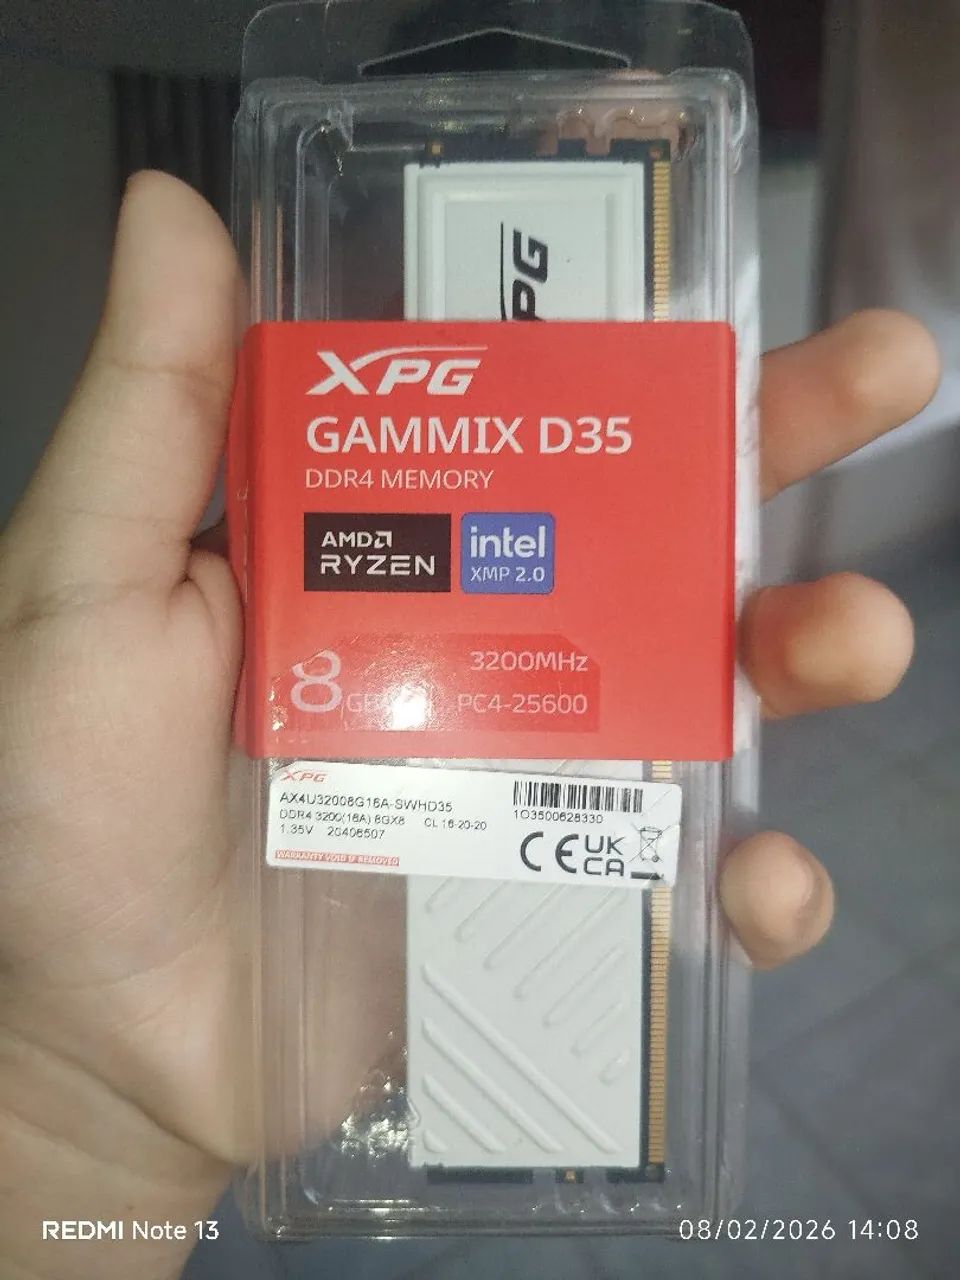 XPG
XPG
GAMMIX D35
DDR4 MEMORY
AMD
RYZEN
intel
XMP 2.0
8GB
3200MHz
PC4-25600
XPG
AX4U32008G16A-SWHD35
DDR4 3200(16A) 8GX8 CL 16-20-20
1.35V 20406507
1O3500628330
WARRANTY VOID IF REMOVED
CE UK
CA
REDMI Note 13
08/02/2026 14:08